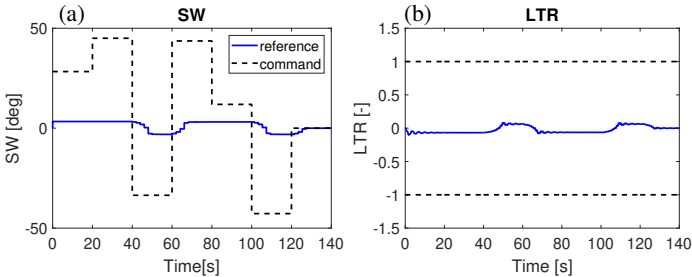 (a) SW
50
0
-50
SW [deg]
reference
command
0 20 40 60 80 100 120 140
Time[s]
(b) LTR
1.5
1
0.5
0
-0.5
-1
-1.5
LTR [-]
0 20 40 60 80 100 120 140
Time [s]